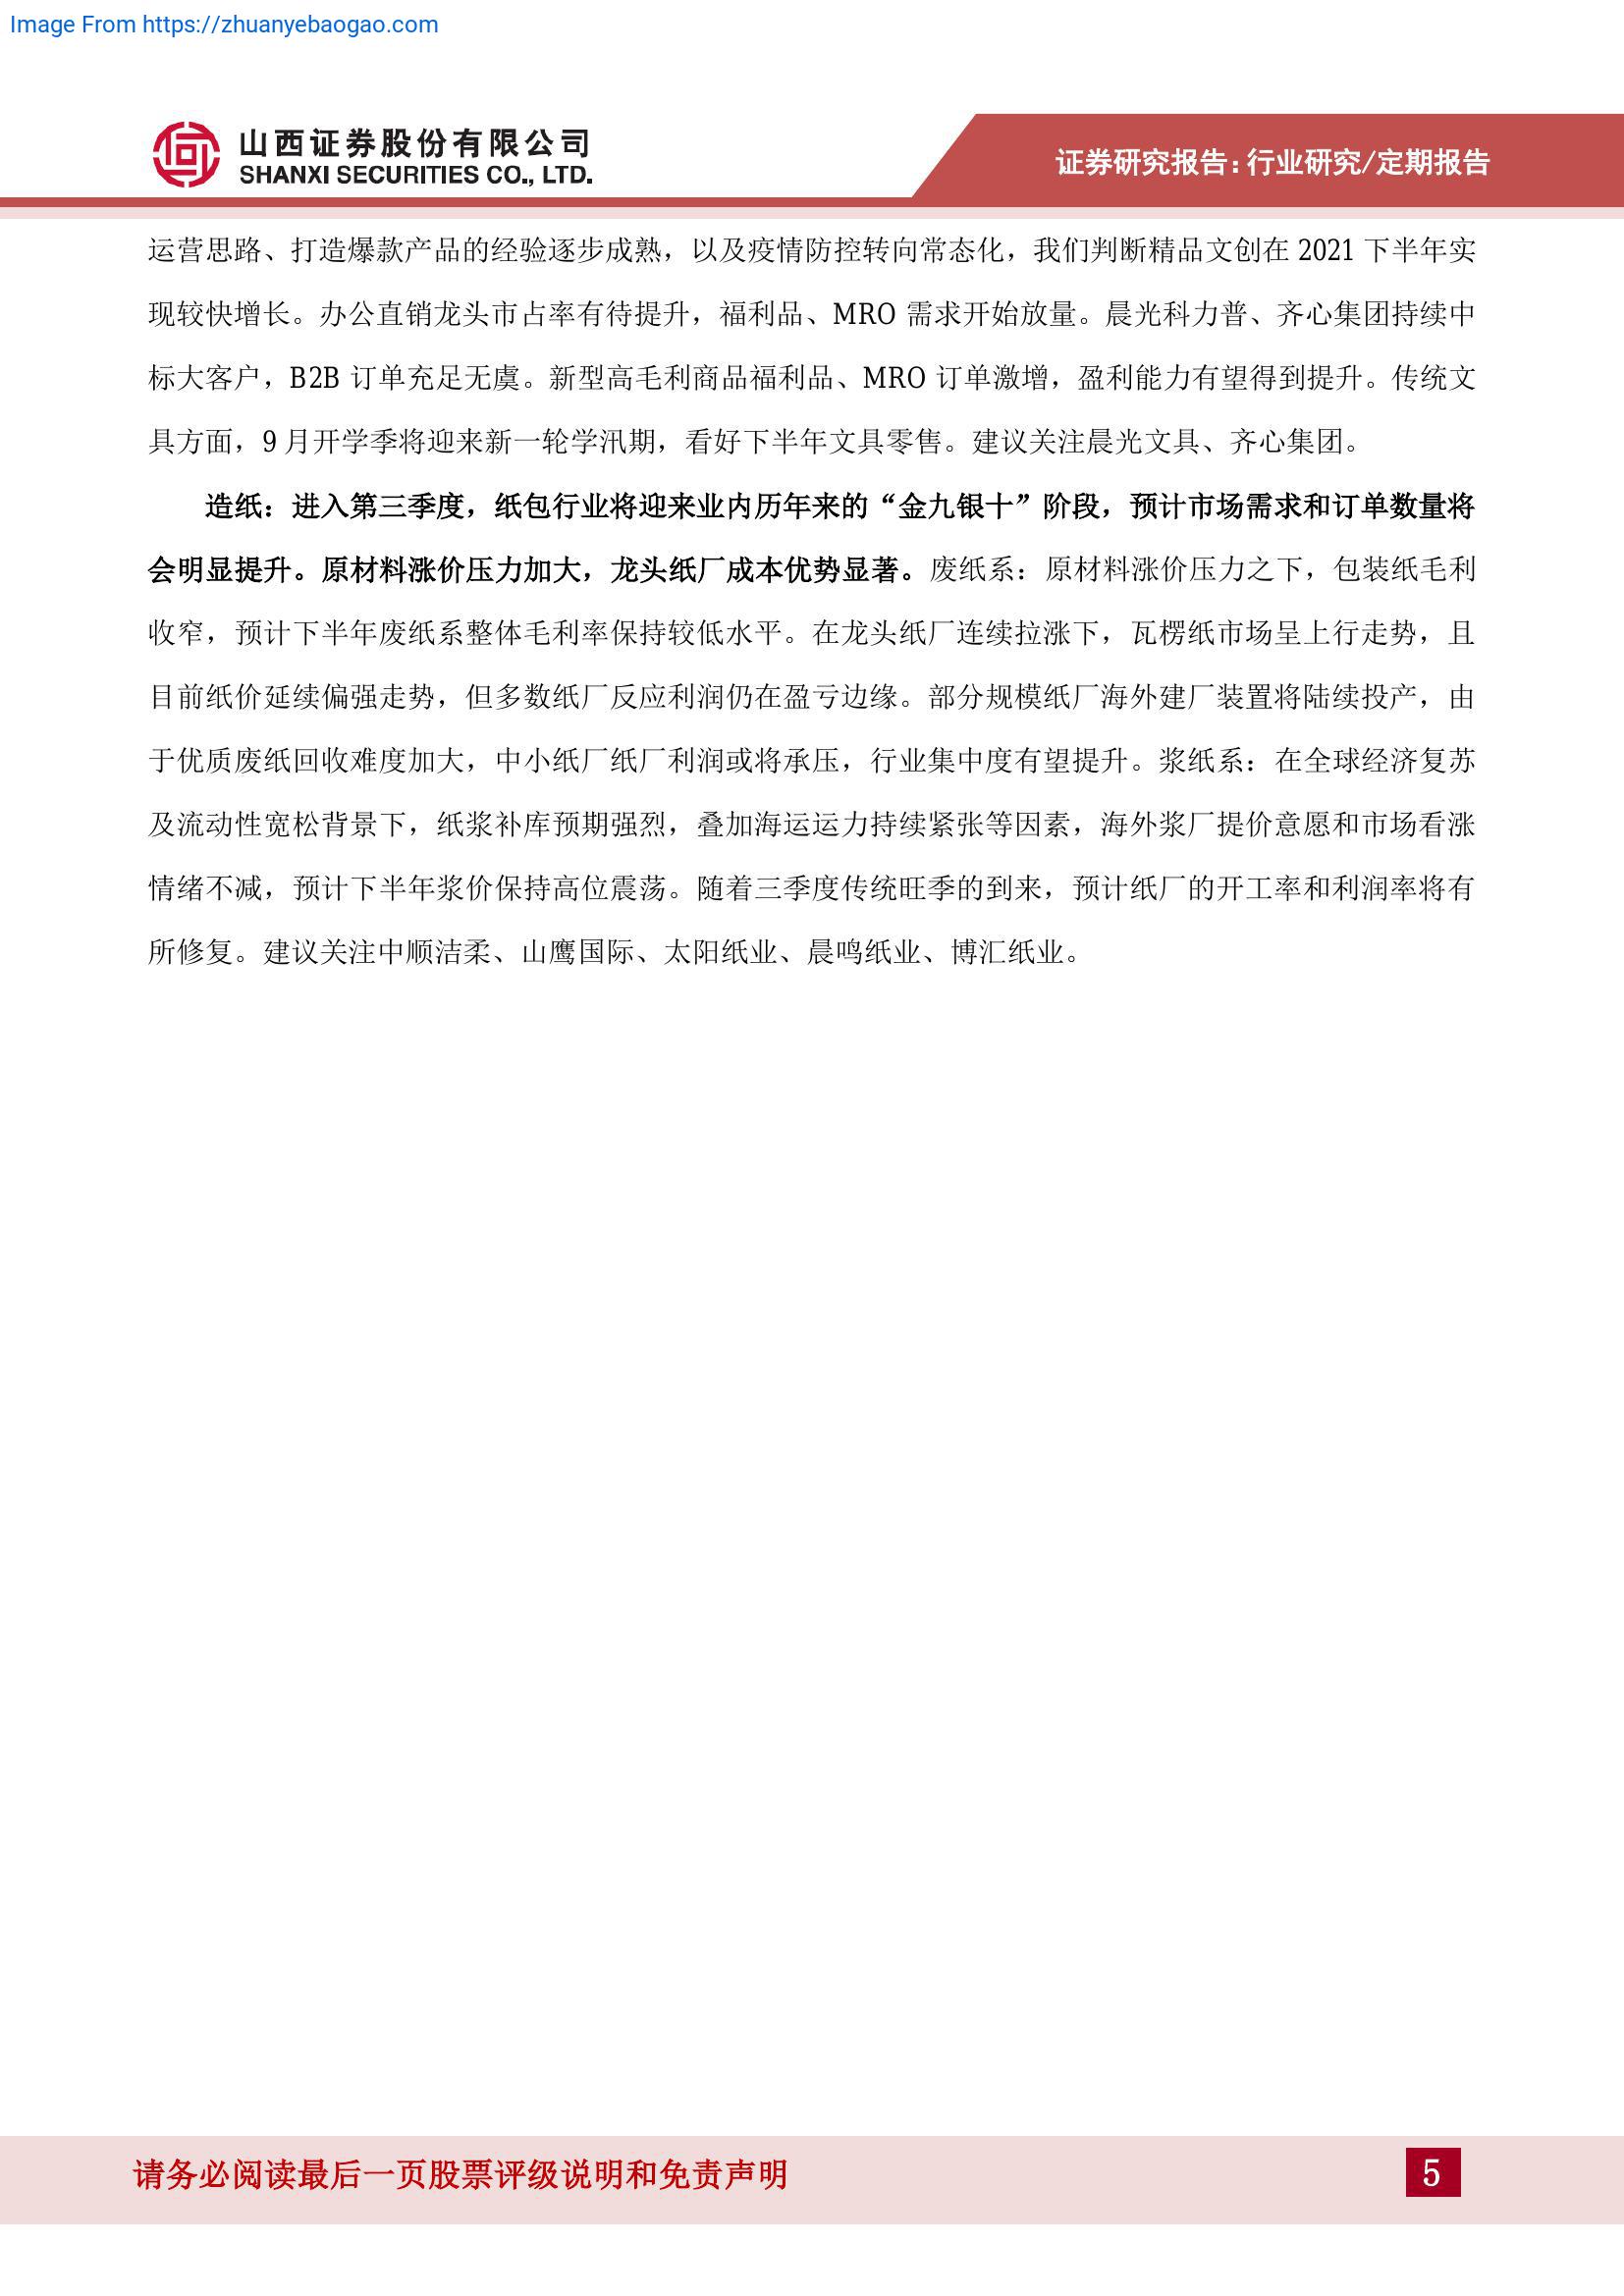 Image From https://zhuanyebaogao.com
山西证券股份有限公司
SHANXI SECURITIES CO., LTD.
证券研究报告:行业研究/定期报告
运营思路、打造爆款产品的经验逐步成熟，以及疫情防控转向常态化，我们判断精品文创在 2021 下半年实
现较快增长。办公直销龙头市占率有待提升，福利品、MRO 需求开始放量。晨光科力普、齐心集团持续中
标大客户，B2B 订单充足无虞。新型高毛利商品福利品、MRO 订单激增，盈利能力有望得到提升。传统文
具方面，9 月开学季将迎来新一轮学汛期，看好下半年文具零售。建议关注晨光文具、齐心集团。
造纸：进入第三季度，纸包行业将迎来业内历年来的“金九银十”阶段，预计市场需求和订单数量将
会明显提升。原材料涨价压力加大，龙头纸厂成本优势显著。废纸系：原材料涨价压力之下，包装纸毛利
收窄，预计下半年废纸系整体毛利率保持较低水平。在龙头纸厂连续拉涨下，瓦楞纸市场呈上行走势，且
目前纸价延续偏强走势，但多数纸厂反应利润仍在盈亏边缘。部分规模纸厂海外建厂装置将陆续投产，由
于优质废纸回收难度加大，中小纸厂纸厂利润或将承压，行业集中度有望提升。浆纸系：在全球经济复苏
及流动性宽松背景下，纸浆补库预期强烈，叠加海运运力持续紧张等因素，海外浆厂提价意愿和市场看涨
情绪不减，预计下半年浆价保持高位震荡。随着三季度传统旺季的到来，预计纸厂的开工率和利润率将有
所修复。建议关注中顺洁柔、山鹰国际、太阳纸业、晨鸣纸业、博汇纸业。
请务必阅读最后一页股票评级说明和免责声明
5